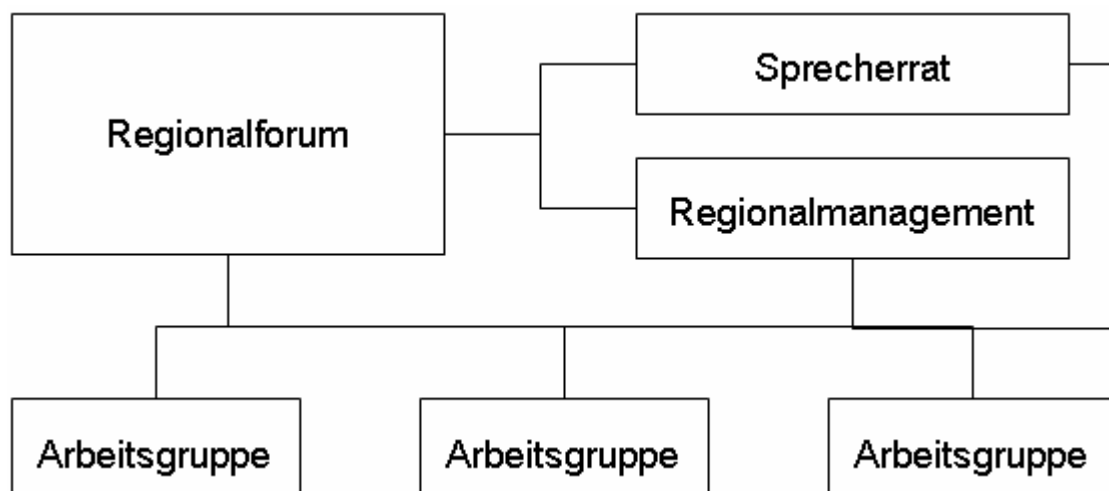 Regionalforum
Sprecherrat
Regionalmanagement
Arbeitsgruppe
Arbeitsgruppe
Arbeitsgruppe